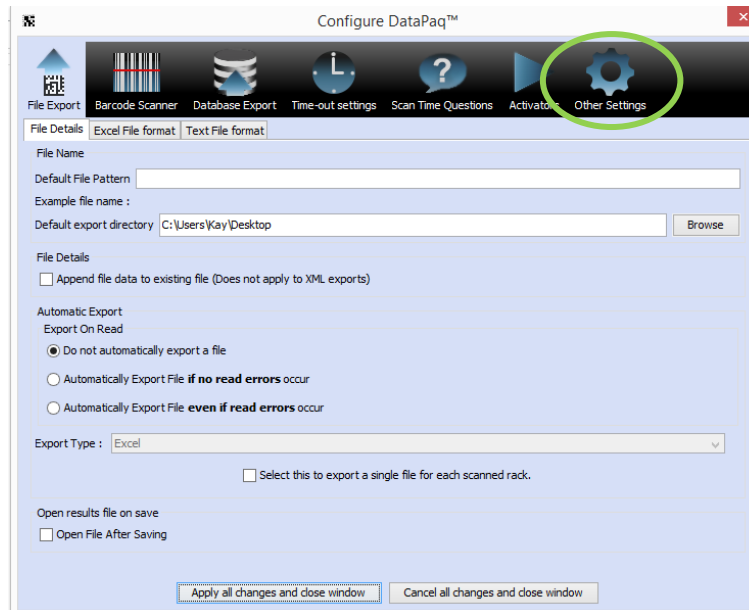 Configure DataPaq™
File Export Barcode Scanner Database Export Time-out settings Scan Time Questions Activators Other Settings
File Details Excel File format Text File format
File Name
Default File Pattern
Example file name :
Default export directory C:\Users\Kay\Desktop Browse
File Details
Append file data to existing file (Does not apply to XML exports)
Automatic Export
Export On Read
Do not automatically export a file
Automatically Export File if no read errors occur
Automatically Export File even if read errors occur
Export Type : Excel
Select this to export a single file for each scanned rack.
Open results file on save
Open File After Saving
Apply all changes and close window Cancel all changes and close window